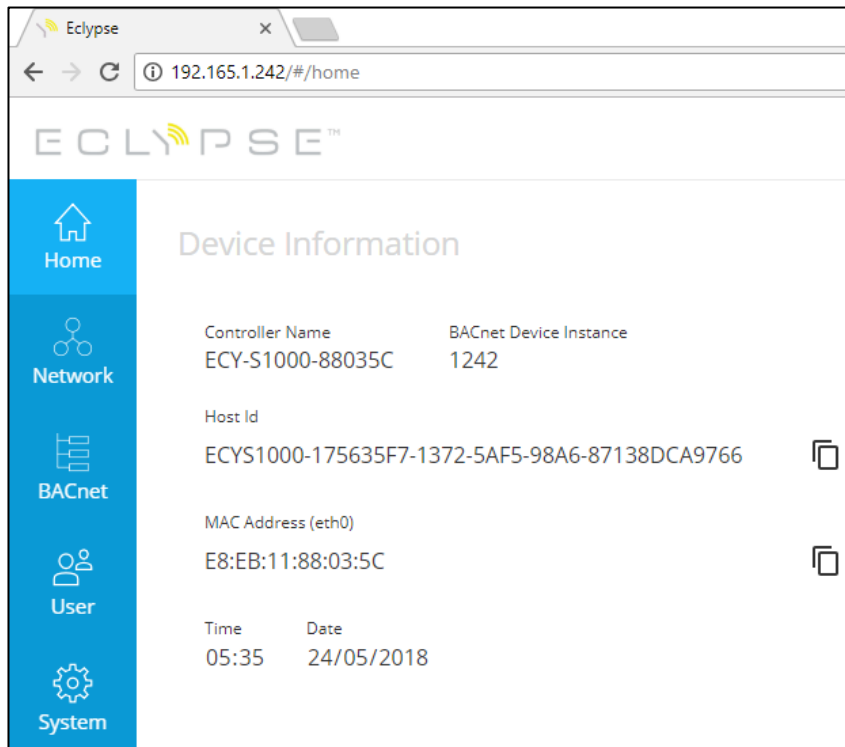 Eclypse
192.165.1.242/#/home
ECLYPSE™
Home
Network
BACnet
User
System
Device Information
Controller Name BACnet Device Instance
ECY-S1000-88035C 1242
Host Id
ECYS1000-175635F7-1372-5AF5-98A6-87138DCA9766
MAC Address (eth0)
E8:EB:11:88:03:5C
Time Date
05:35 24/05/2018